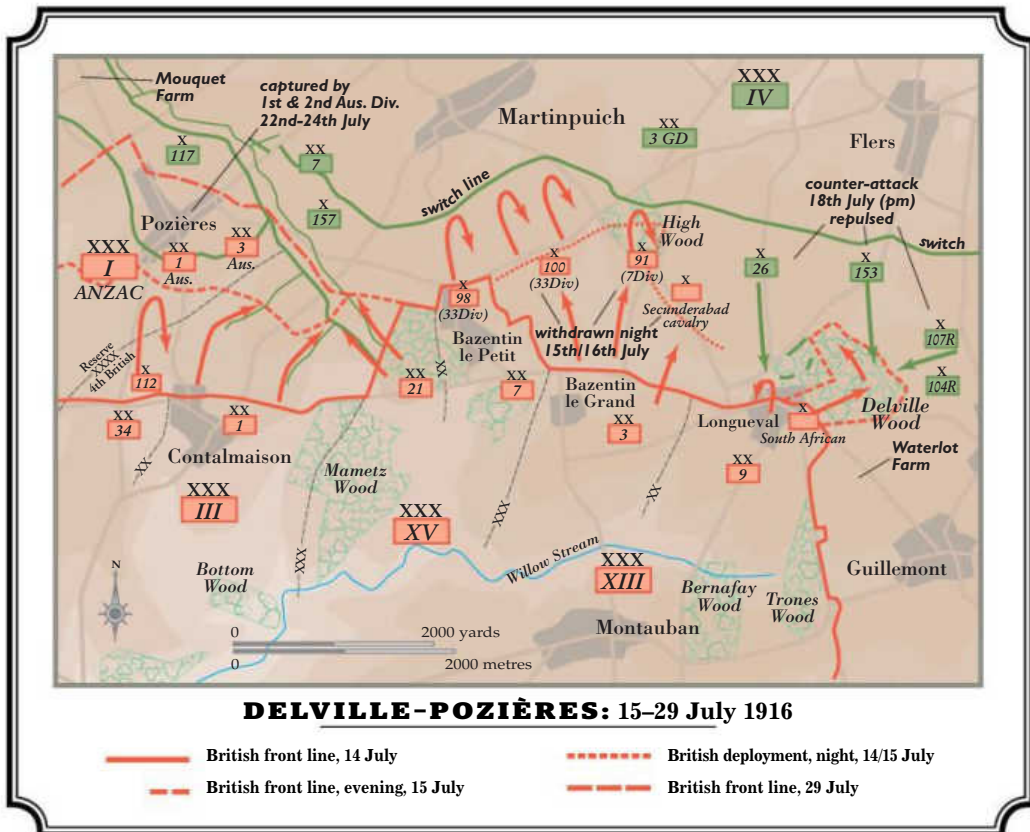 Mouquet
Farm
captured by
1st & 2nd Aus. Div.
22nd-24th July
XXX
IV
Martinpuich
XX
3 GD
Flers
X
117
XX
7
157
switch line
counter-attack
18th July (pm)
repulsed
Pozières
XX
3
Aus.
XX
1
Aus.
XXX
I
ANZAC
High
Wood
switch
X
91
(7Div)
X
100
(33Div)
X
26
X
153
X
98
(33Div)
X
Secunderabad
cavalry
withdrawn night
15th/16th July
X
107R
X
104R
Reserve
XXXX
4th British
Bazentin
le Petit
XX
X
112
XX
21
XX
7
Bazentin
le Grand
XX
34
XX
1
XX
3
Longueval
X
South African
Delville
Wood
Waterlot
Farm
XX
Contalmaison
Mametz
Wood
XX
9
XX
XXX
III
XXX
XV
XXX
XXX
Willow Stream
XXX
XIII
Guillemont
N
Bottom
Wood
Bernafay
Wood
Trones
Wood
Montauban
0 2000 yards
0 2000 metres
DELVILLE-POZIÈRES: 15–29 July 1916
British front line, 14 July
British front line, evening, 15 July
British deployment, night, 14/15 July
British front line, 29 July